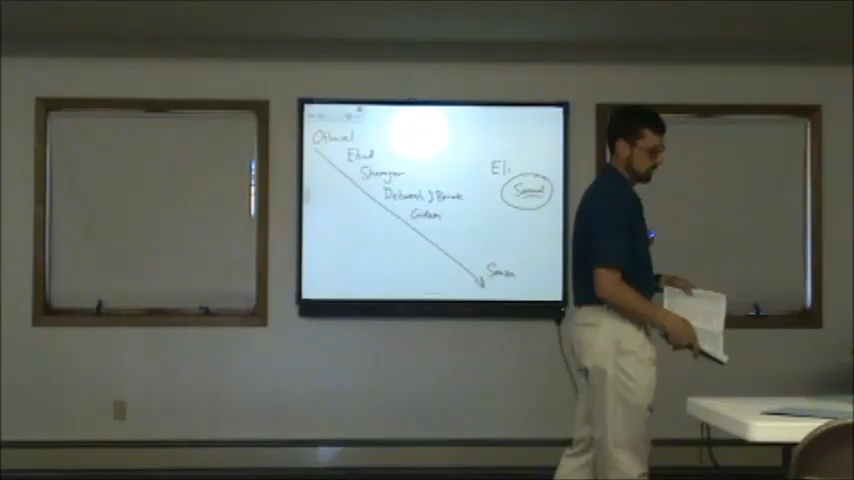 Othniel
Ehud
Shamgar
Deborah & Barak
Gideon
Eli
Samuel
Samson